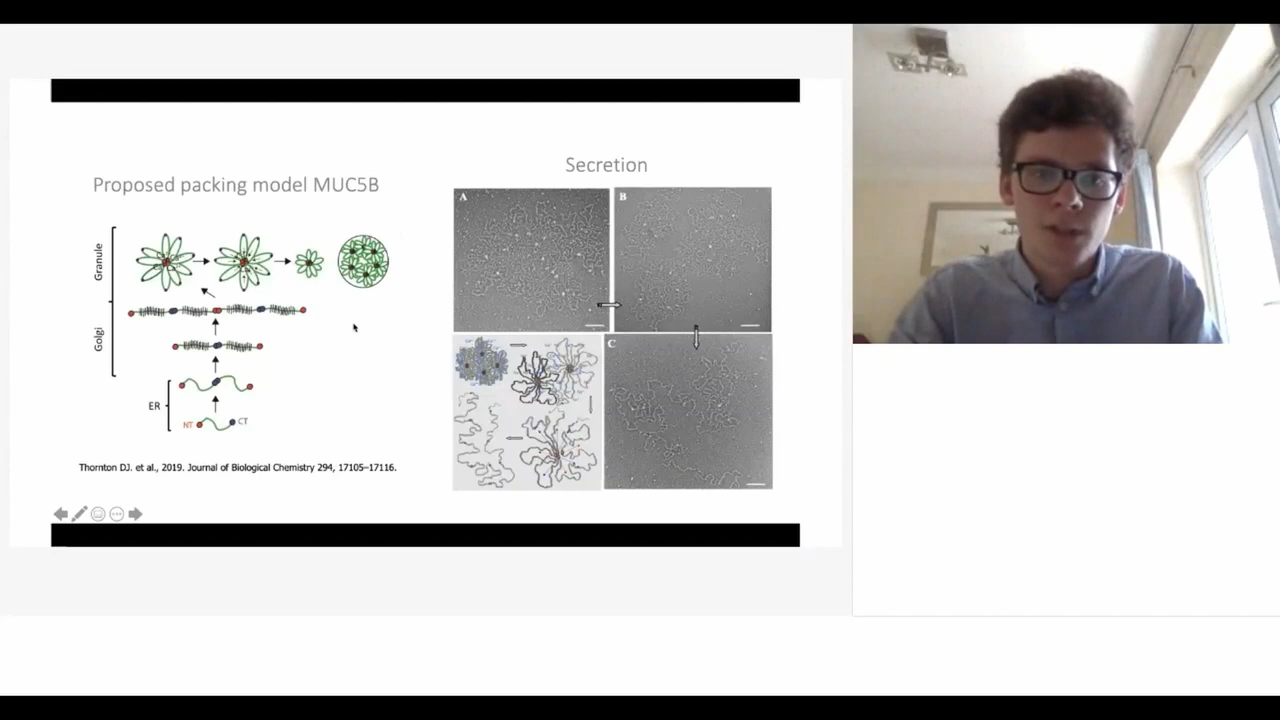 Proposed packing model MUC5B
Granule
Golgi
ER
NT
CT
Thornton DJ. et al., 2019. Journal of Biological Chemistry 294, 17105–17116.
Secretion
A
B
C